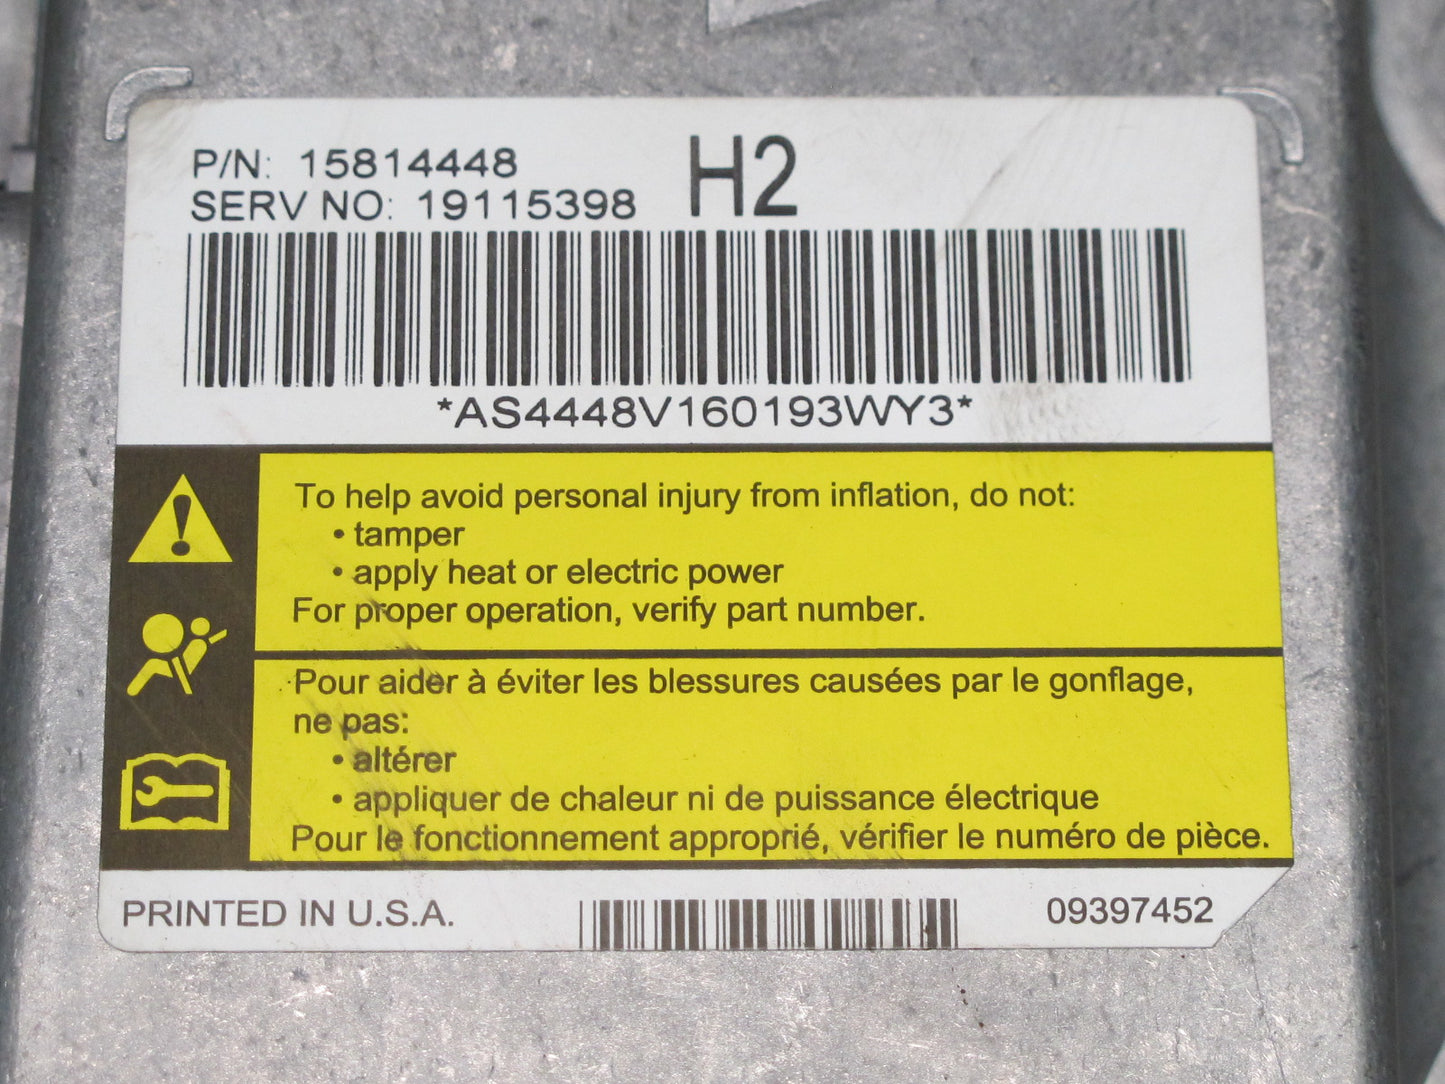 P/N: 15814448
SERV NO: 19115398 H2
*AS4448V160193WY3*
To help avoid personal injury from inflation, do not:
• tamper
• apply heat or electric power
For proper operation, verify part number.
Pour aider à éviter les blessures causées par le gonflage,
ne pas:
• altérer
• appliquer de chaleur ni de puissance électrique
Pour le fonctionnement approprié, vérifier le numéro de pièce.
PRINTED IN U.S.A. 09397452